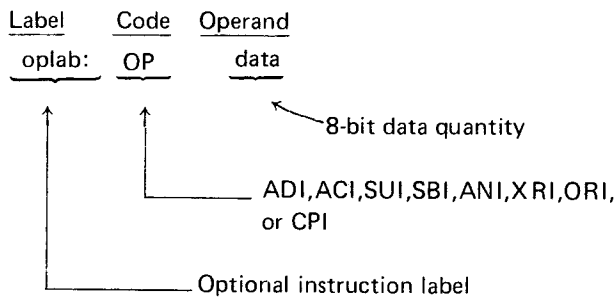 Label Code Operand
oplab: OP data
8-bit data quantity
ADI,ACI,SUI,SBI,ANI,XRI,ORI,
or CPI
Optional instruction label